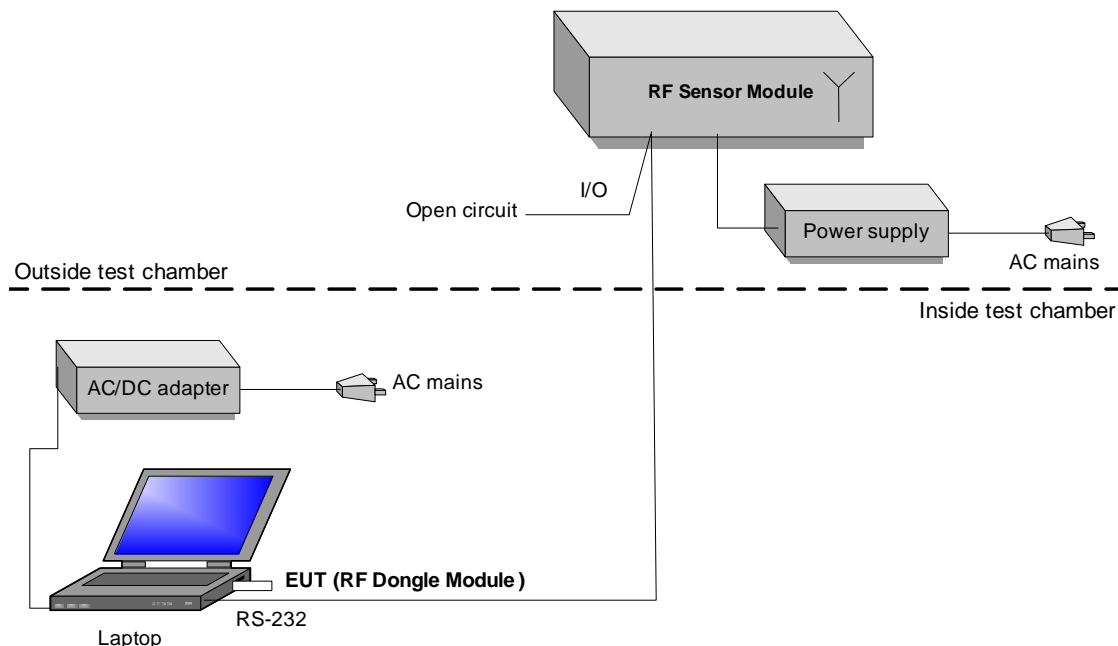 RF Sensor Module
I/O
Open circuit
Power supply
AC mains
Outside test chamber
Inside test chamber
AC/DC adapter
AC mains
EUT (RF Dongle Module)
RS-232
Laptop